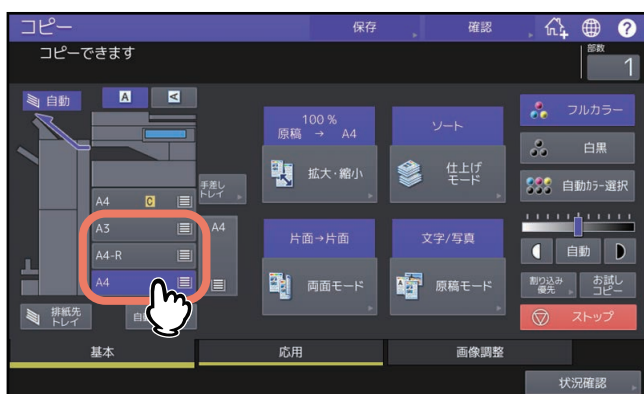 コピー
保存
確認
?
コピーできます
部数
1
自動
A
A
A4
C
A3
A4-R
A4
手差し
トレイ
A4
排紙先
トレイ
100 %
原稿 → A4
拡大・縮小
ソート
仕上げ
モード
片面→片面
両面モード
文字/写真
原稿モード
フルカラー
白黒
自動カラー選択
自動
割り込み
優先
お試し
コピー
ストップ
基本
応用
画像調整
状況確認